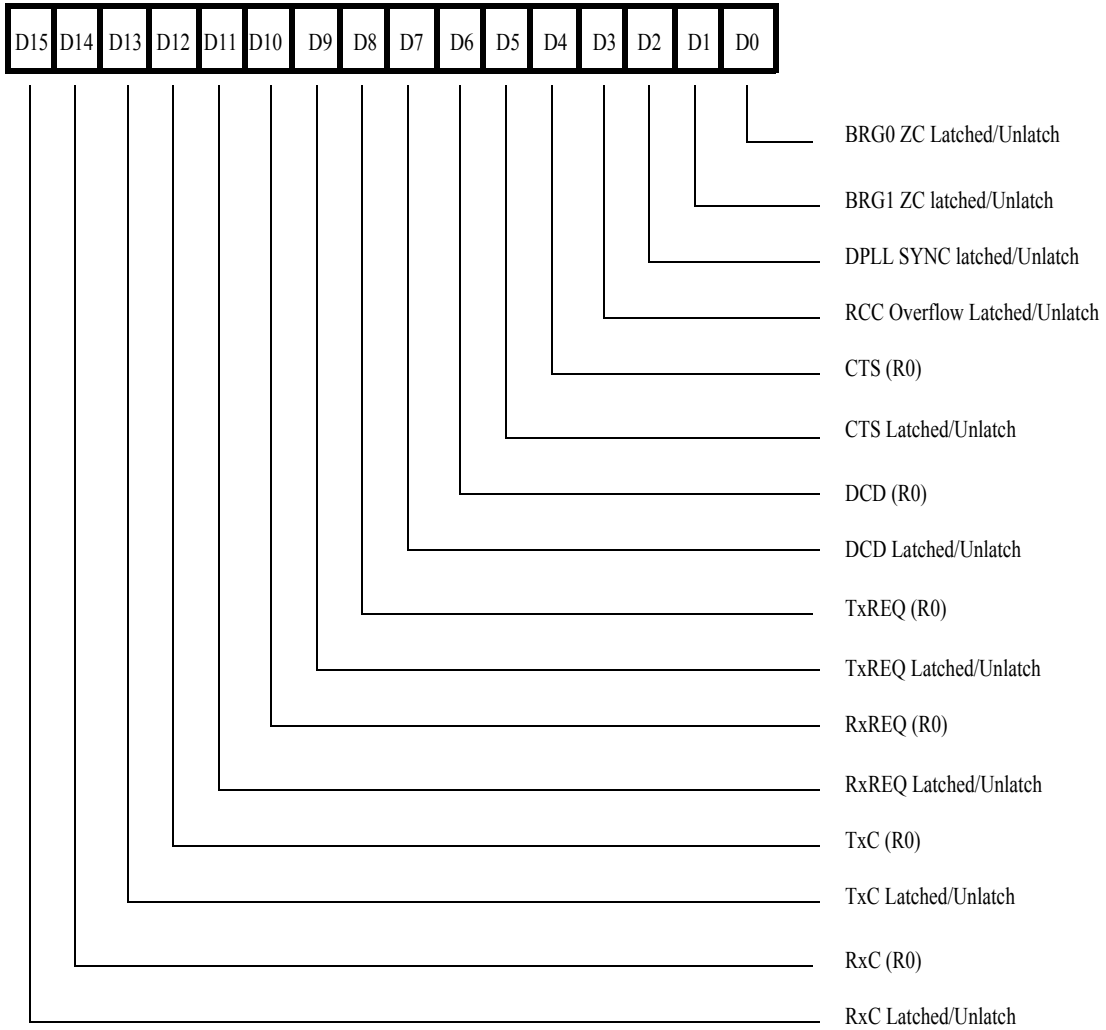 D15 D14 D13 D12 D11 D10 D9 D8 D7 D6 D5 D4 D3 D2 D1 D0
BRG0 ZC Latched/Unlatch
BRG1 ZC latched/Unlatch
DPLL SYNC latched/Unlatch
RCC Overflow Latched/Unlatch
CTS (R0)
CTS Latched/Unlatch
DCD (R0)
DCD Latched/Unlatch
TxREQ (R0)
TxREQ Latched/Unlatch
RxREQ (R0)
RxREQ Latched/Unlatch
TxC (R0)
TxC Latched/Unlatch
RxC (R0)
RxC Latched/Unlatch